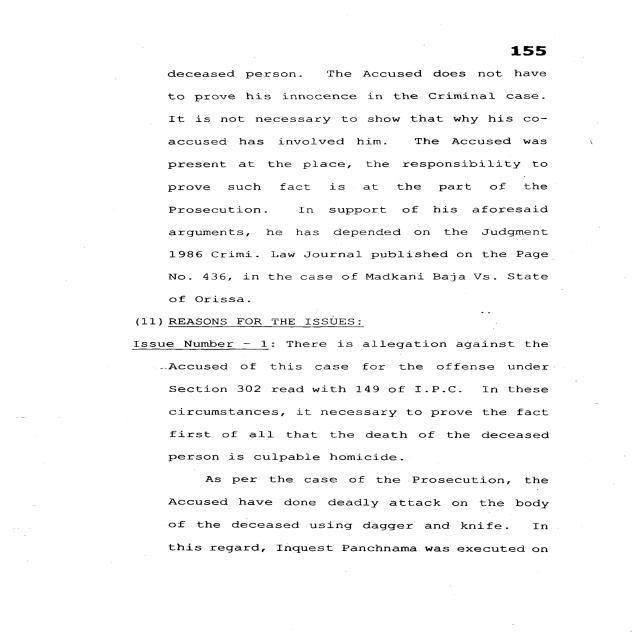 155
deceased person. The Accused does not have
to prove his innocence in the Criminal case.
It is not necessary to show that why his co-
accused has involved him. The Accused was
present at the place, the responsibility to
prove such fact is at the part of the
Prosecution. In support of his aforesaid
arguments, he has depended on the Judgment
1986 Crimi. Law Journal published on the Page
No. 436, in the case of Madkani Baja Vs. State
of Orissa.
(11) REASONS FOR THE ISSUES:
Issue Number - 1: There is allegation against the
Accused of this case for the offense under
Section 302 read with 149 of I.P.C. In these
circumstances, it necessary to prove the fact
first of all that the death of the deceased
person is culpable homicide.
As per the case of the Prosecution, the
Accused have done deadly attack on the body
of the deceased using dagger and knife. In
this regard, Inquest Panchnama was executed on